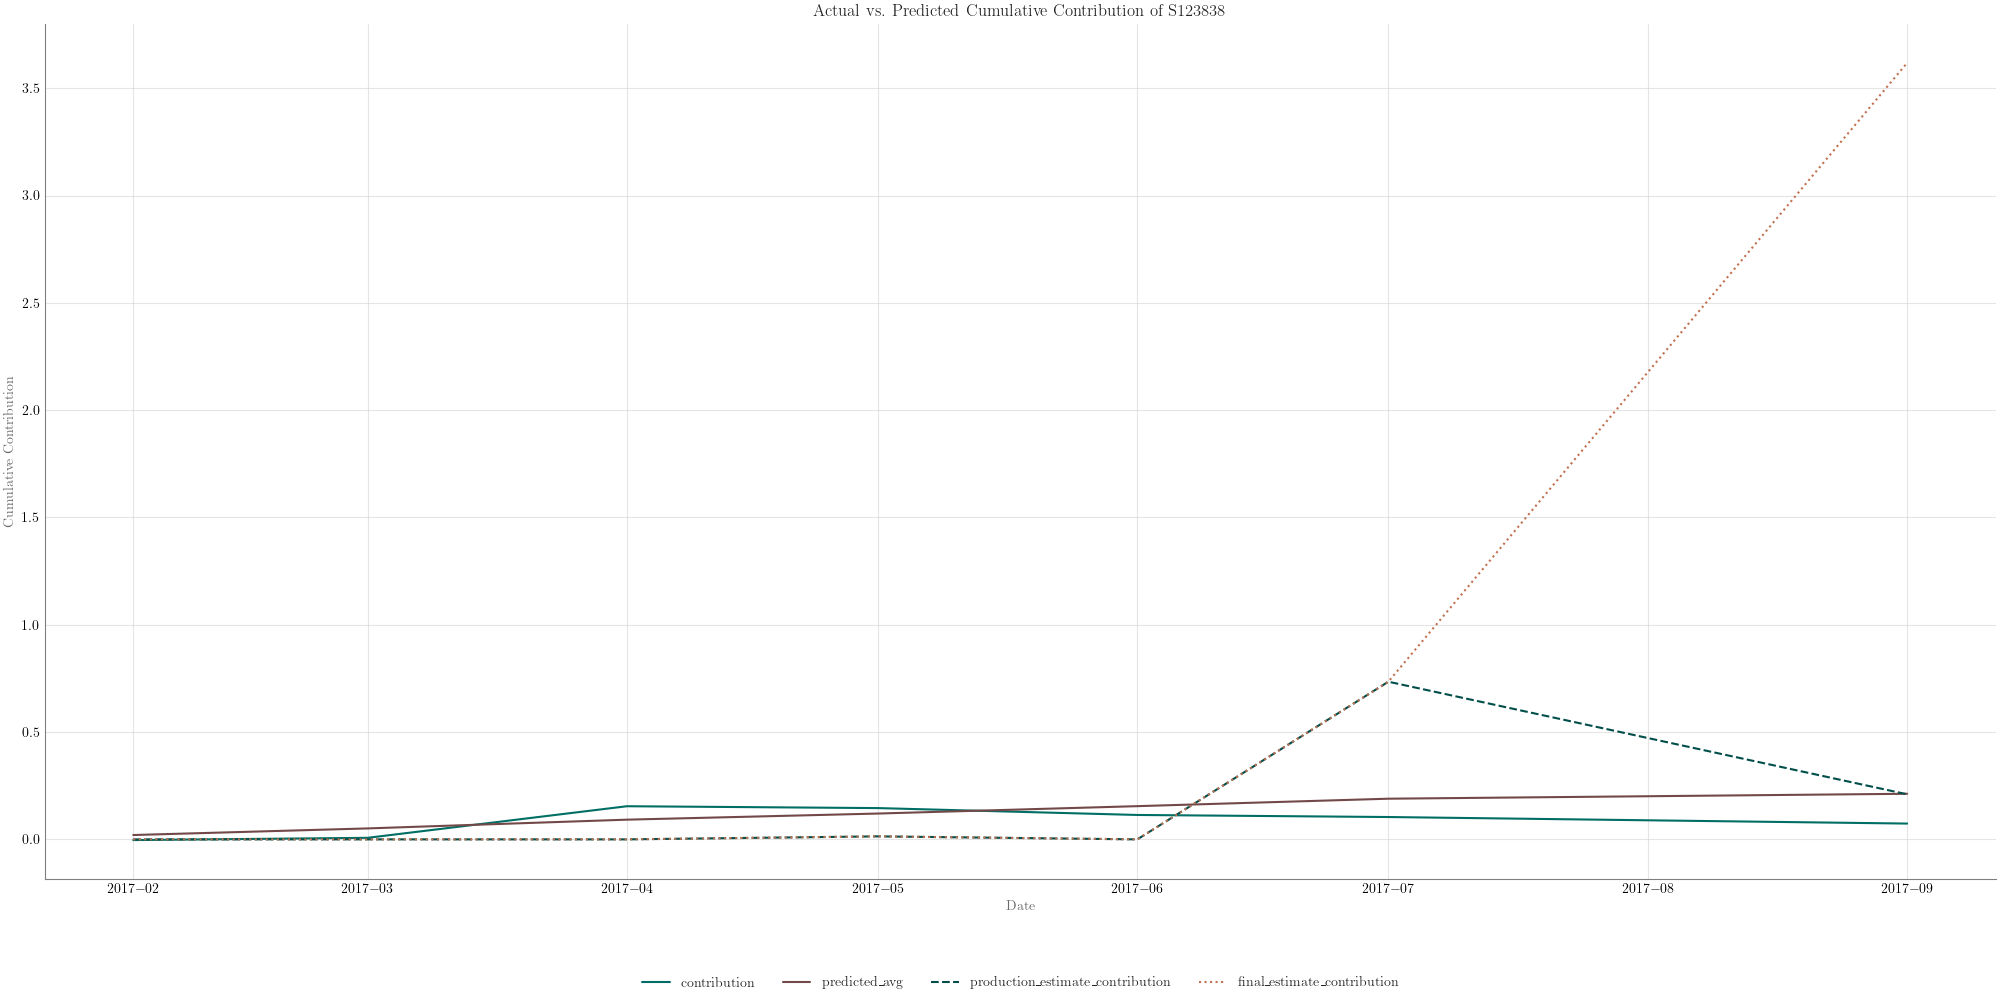 Actual vs. Predicted Cumulative Contribution of S123838
3.5
3.0
2.5
2.0
1.5
1.0
0.5
0.0
Cumulative Contribution
2017−02 2017−03 2017−04 2017−05 2017−06 2017−07 2017−08 2017−09
Date
contribution predicted_avg production_estimate_contribution final_estimate_contribution